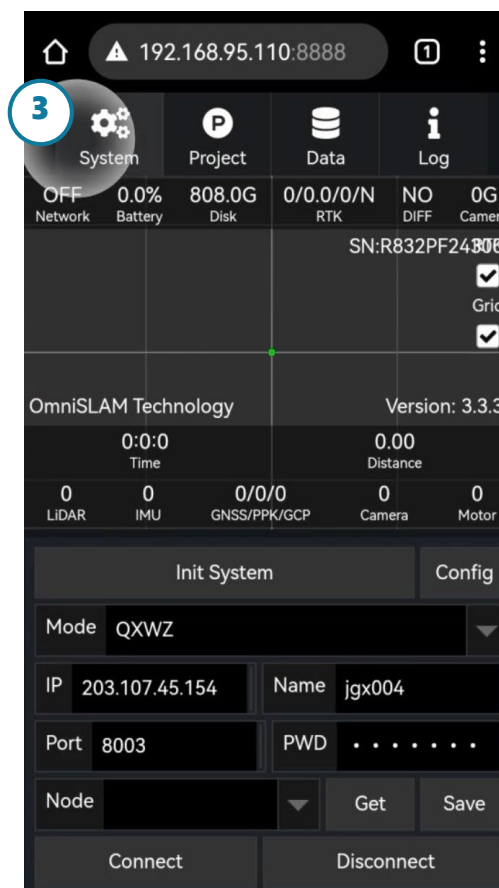 192.168.95.110:8888 1
3
System Project Data Log
OFF 0.0% 808.0G 0/0.0/0/N NO 0G
Network Battery Disk RTK DIFF Camer
SN:R832PF2430
Grid
OmniSLAM Technology Version: 3.3.3
0:0:0 0.00
Time Distance
0 0 0/0/0 0 0
LiDAR IMU GNSS/PPK/GCP Camera Motor
Init System Config
Mode QXWZ
IP 203.107.45.154 Name jgx004
Port 8003 PWD · · · · · · ·
Node Get Save
Connect Disconnect